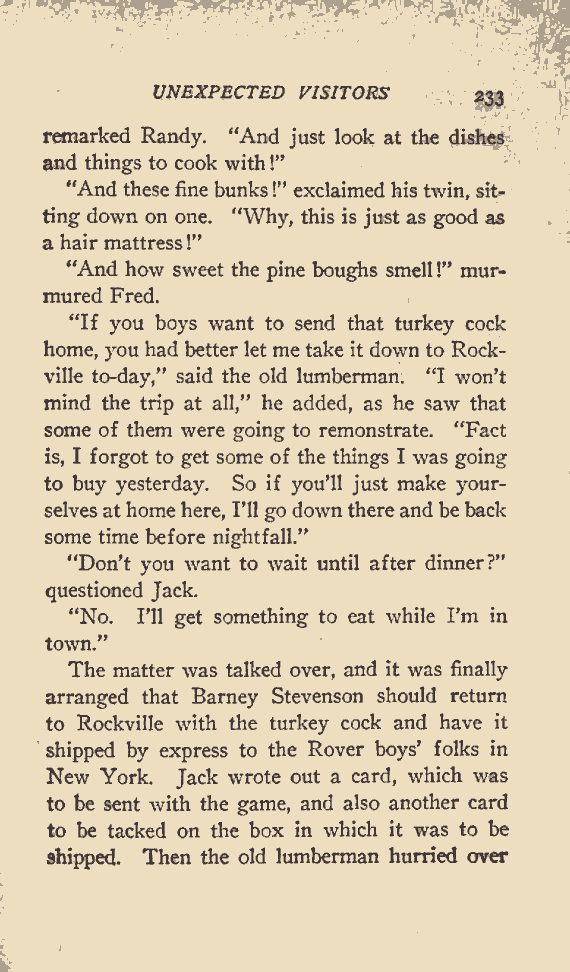 UNEXPECTED VISITORS 233
remarked Randy. “And just look at the dishes
and things to cook with!”
“And these fine bunks!” exclaimed his twin, sit-
ting down on one. “Why, this is just as good as
a hair mattress!”
“And how sweet the pine boughs smell!” mur-
mured Fred.
“If you boys want to send that turkey cock
home, you had better let me take it down to Rock-
ville to-day,” said the old lumberman. “I won’t
mind the trip at all,” he added, as he saw that
some of them were going to remonstrate. “Fact
is, I forgot to get some of the things I was going
to buy yesterday. So if you’ll just make your-
selves at home here, I’ll go down there and be back
some time before nightfall.”
“Don’t you want to wait until after dinner?”
questioned Jack.
“No. I’ll get something to eat while I’m in
town.”
The matter was talked over, and it was finally
arranged that Barney Stevenson should return
to Rockville with the turkey cock and have it
shipped by express to the Rover boys’ folks in
New York. Jack wrote out a card, which was
to be sent with the game, and also another card
to be tacked on the box in which it was to be
shipped. Then the old lumberman hurried over